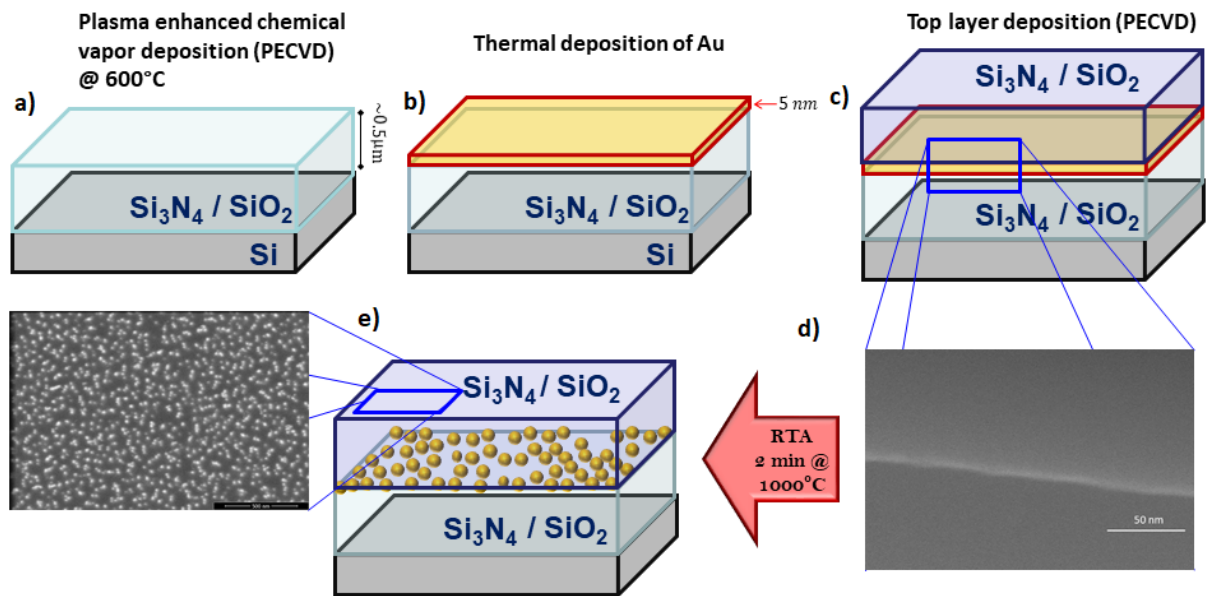 Plasma enhanced chemical
vapor deposition (PECVD)
@ 600°C
Thermal deposition of Au
Top layer deposition (PECVD)
a)
~0.5μm
Si₃N₄ / SiO₂
Si
b)
5 nm
Si₃N₄ / SiO₂
Si
c)
Si₃N₄ / SiO₂
Si₃N₄ / SiO₂
d)
50 nm
RTA
2 min @
1000°C
e)
Si₃N₄ / SiO₂
Si₃N₄ / SiO₂
500 nm